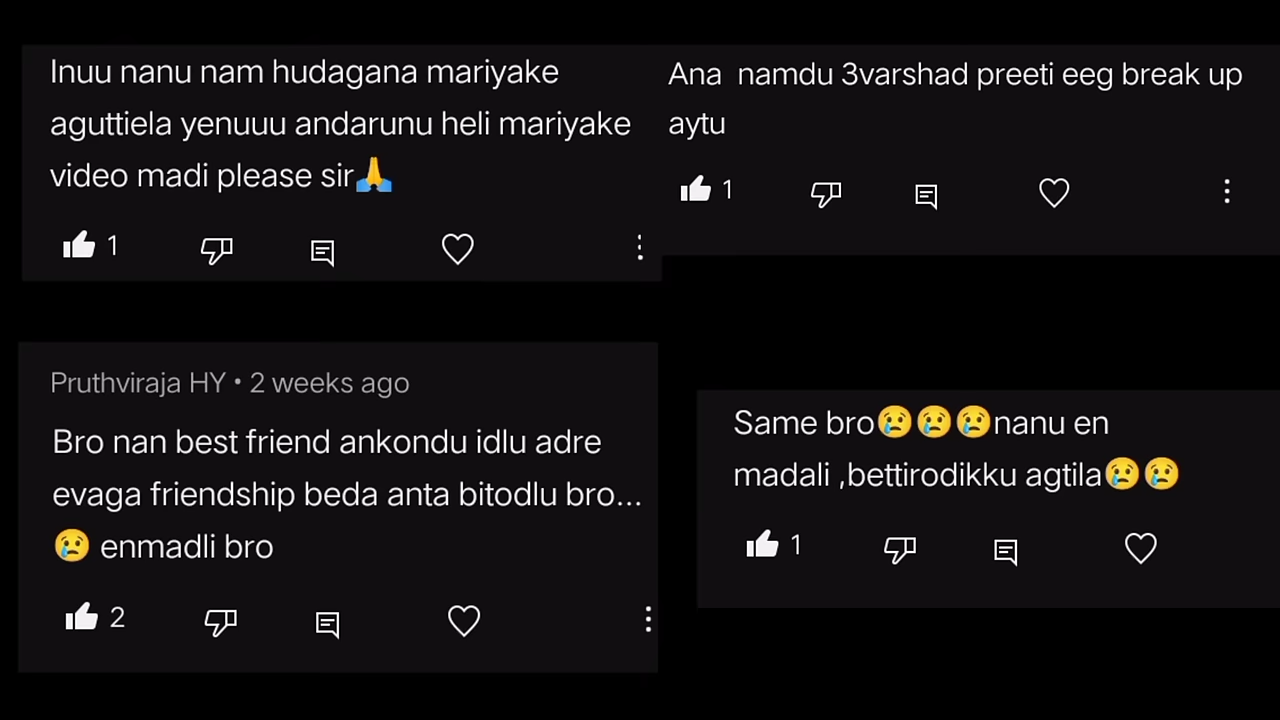 Inuu nanu nam hudagana mariyake
aguttiela yenuuu andarunu heli mariyake
video madi please sir🙏
1
Ana namdu 3varshad preeti eeg break up
aytu
1
Pruthviraja HY • 2 weeks ago
Bro nan best friend ankondu idlu adre
evaga friendship beda anta bitodlu bro...
😢 enmadli bro
2
Same bro😢😢😢nanu en
madali ,bettirodikku agtila😢😢
1